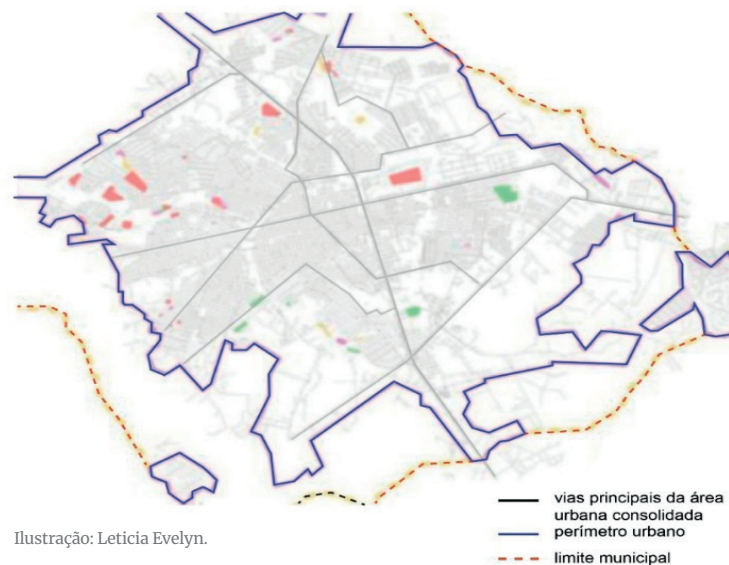 vias principais da área
urbana consolidada
perímetro urbano
limite municipal
Ilustração: Leticia Evelyn.